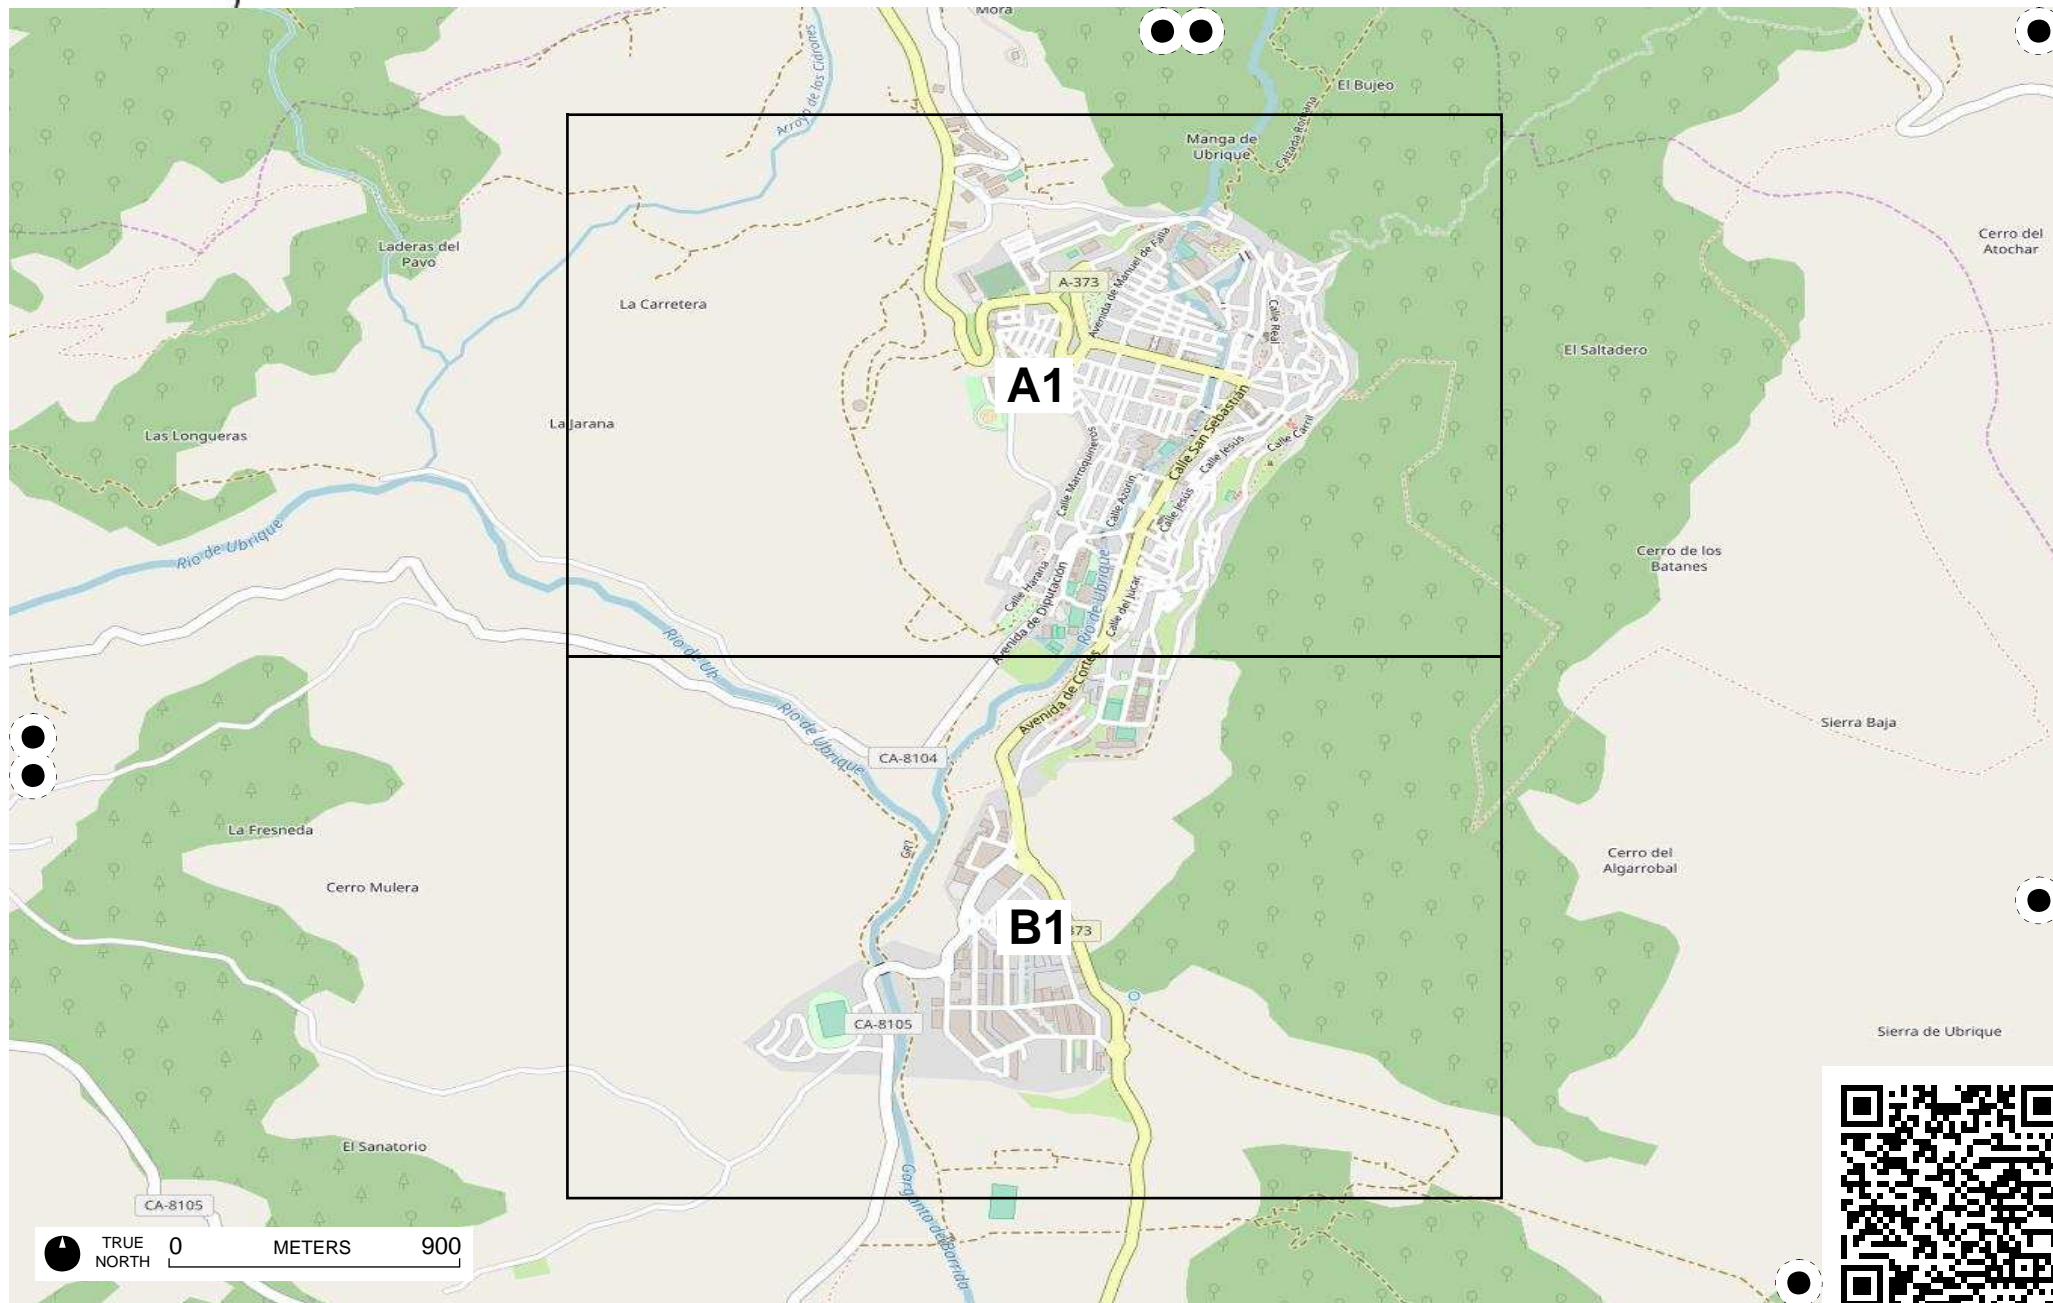 Mora
Arroyo de los Cidrones
El Bujeo
Manga de
Ubrique
Calzada Romana
Laderas del
Pavo
Cerro del
Atochar
La Carretera
A-373
Avenida de Manuel de Falla
Calle Real
El Saltadero
A1
La Jarana
Las Longueras
Calle San Sebastián
Calle Jesús
Calle Carril
Calle Marroquineros
Calle Azorín
Calle Jesús
Río de Ubrique
Cerro de los
Batanes
Calle Harana
Avenida de Diputación
Río de Ubrique
Calle del Júcar
Río de Ub
Avenida de Cortes
Río de Ubrique
Sierra Baja
CA-8104
La Fresneda
GR7
Cerro del
Algarrobal
Cerro Mulera
B1
373
CA-8105
Sierra de Ubrique
El Sanatorio
CA-8105
Garganta de Barrida
TRUE
NORTH
0 METERS 900